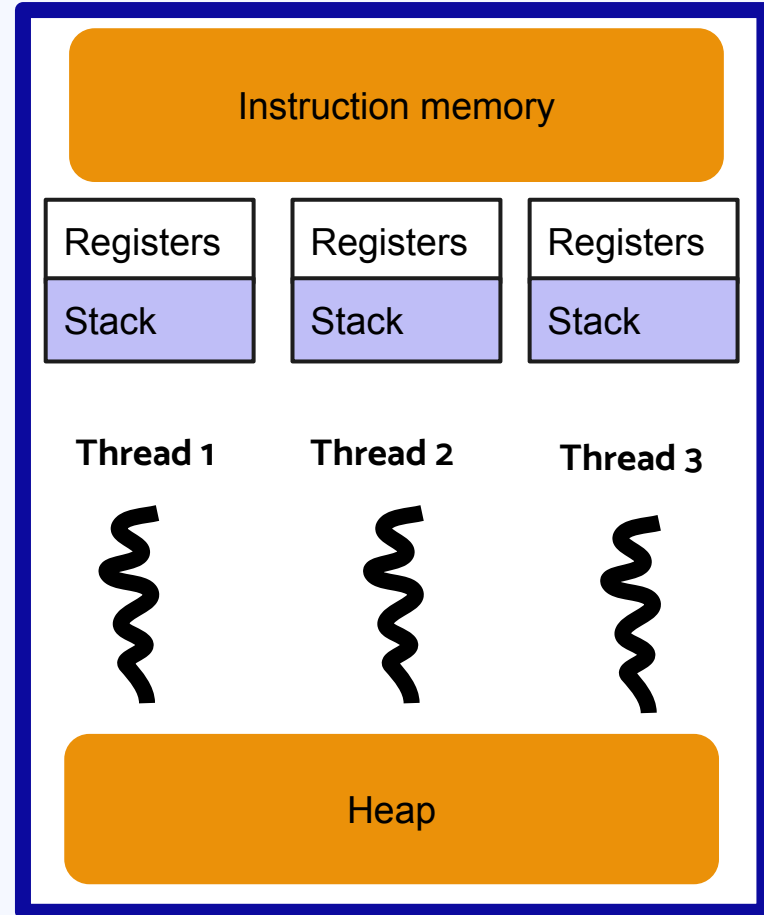 Instruction memory
Registers Registers Registers
Stack Stack Stack
Thread 1 Thread 2 Thread 3
Heap